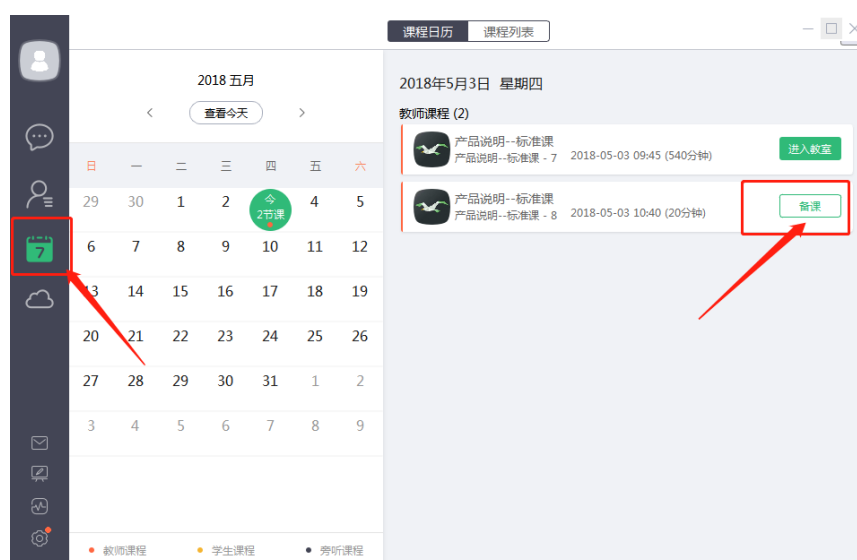 课程日历 课程列表
2018 五月
查看今天
日 一 二 三 四 五 六
29 30 1 2 今 4 5
2节课
6 7 8 9 10 11 12
13 14 15 16 17 18 19
20 21 22 23 24 25 26
27 28 29 30 31 1 2
3 4 5 6 7 8 9
教师课程 学生课程 旁听课程
7
2018年5月3日 星期四
教师课程 (2)
产品说明--标准课
产品说明--标准课 - 7 2018-05-03 09:45 (540分钟)
进入教室
产品说明--标准课
产品说明--标准课 - 8 2018-05-03 10:40 (20分钟)
备课